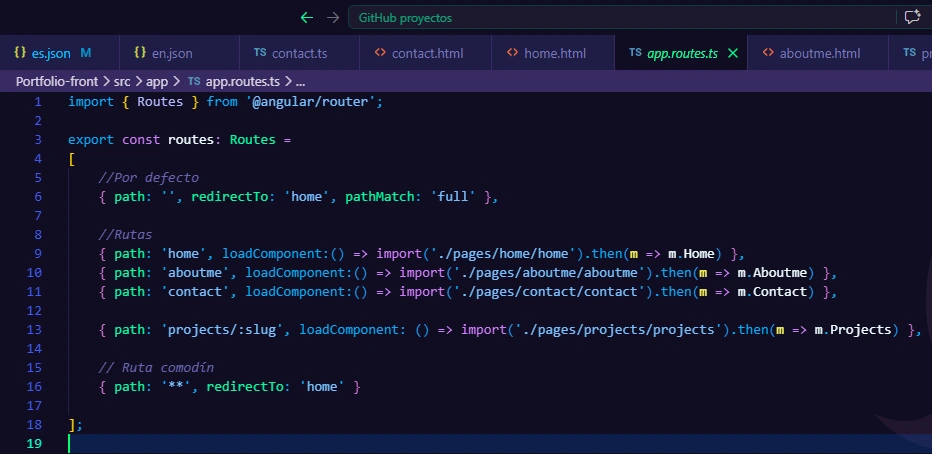 GitHub proyectos
{} es.json M {} en.json TS contact.ts <> contact.html <> home.html TS app.routes.ts × <> aboutme.html TS
Portfolio-front > src > app > TS app.routes.ts > ...
1 import { Routes } from '@angular/router';
2
3 export const routes: Routes =
4 [
5 //Por defecto
6 { path: '', redirectTo: 'home', pathMatch: 'full' },
7
8 //Rutas
9 { path: 'home', loadComponent:() => import('./pages/home/home').then(m => m.Home) },
10 { path: 'aboutme', loadComponent:() => import('./pages/aboutme/aboutme').then(m => m.Aboutme) },
11 { path: 'contact', loadComponent:() => import('./pages/contact/contact').then(m => m.Contact) },
12
13 { path: 'projects/:slug', loadComponent: () => import('./pages/projects/projects').then(m => m.Projects) },
14
15 // Ruta comodín
16 { path: '**', redirectTo: 'home' }
17
18 ];
19